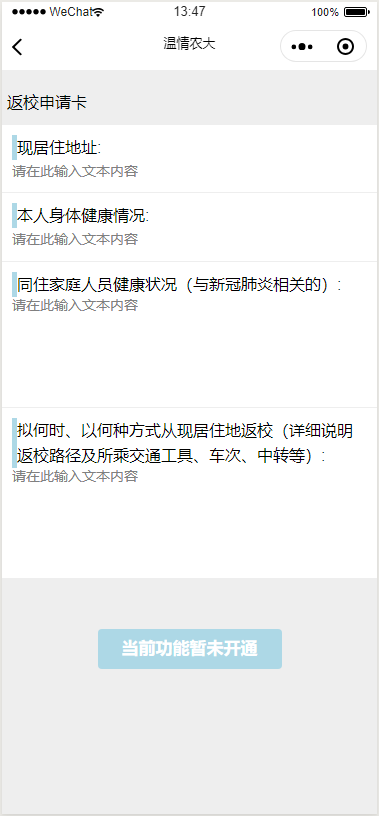 WeChat 13:47 100%
温情农大
返校申请卡
现居住地址:
请在此输入文本内容
本人身体健康情况:
请在此输入文本内容
同住家庭人员健康状况（与新冠肺炎相关的）:
请在此输入文本内容
拟何时、以何种方式从现居住地返校（详细说明
返校路径及所乘交通工具、车次、中转等）:
请在此输入文本内容
当前功能暂未开通